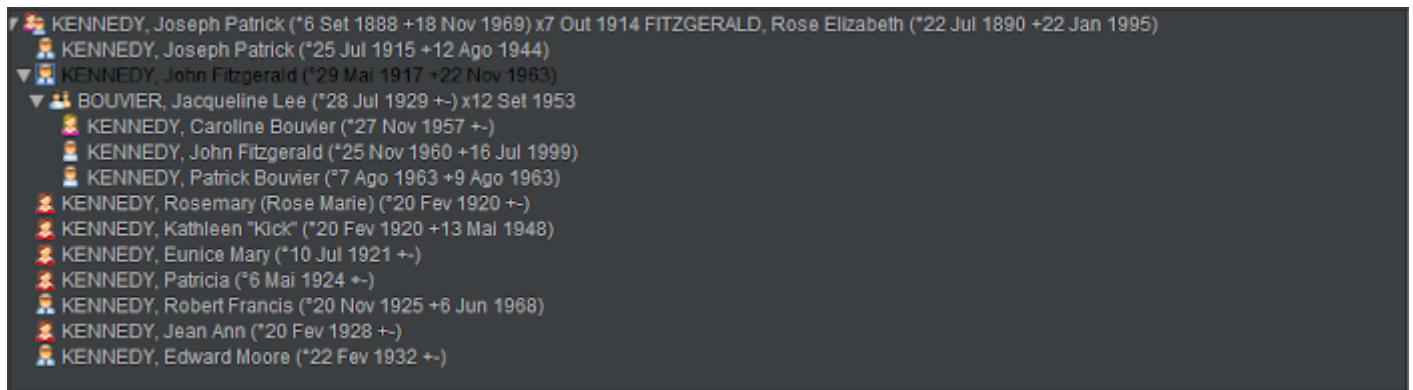 KENNEDY, Joseph Patrick (*6 Set 1888 +18 Nov 1969) x7 Out 1914 FITZGERALD, Rose Elizabeth (*22 Jul 1890 +22 Jan 1995)
KENNEDY, Joseph Patrick (*25 Jul 1915 +12 Ago 1944)
KENNEDY, John Fitzgerald (*29 Mai 1917 +22 Nov 1963)
BOUVIER, Jacqueline Lee (*28 Jul 1929 +-) x12 Set 1953
KENNEDY, Caroline Bouvier (*27 Nov 1957 +-)
KENNEDY, John Fitzgerald (*25 Nov 1960 +16 Jul 1999)
KENNEDY, Patrick Bouvier (*7 Ago 1963 +9 Ago 1963)
KENNEDY, Rosemary (Rose Marie) (*20 Fev 1920 +-)
KENNEDY, Kathleen "Kick" (*20 Fev 1920 +13 Mai 1948)
KENNEDY, Eunice Mary (*10 Jul 1921 +-)
KENNEDY, Patricia (*6 Mai 1924 +-)
KENNEDY, Robert Francis (*20 Nov 1925 +6 Jun 1968)
KENNEDY, Jean Ann (*20 Fev 1928 +-)
KENNEDY, Edward Moore (*22 Fev 1932 +-)